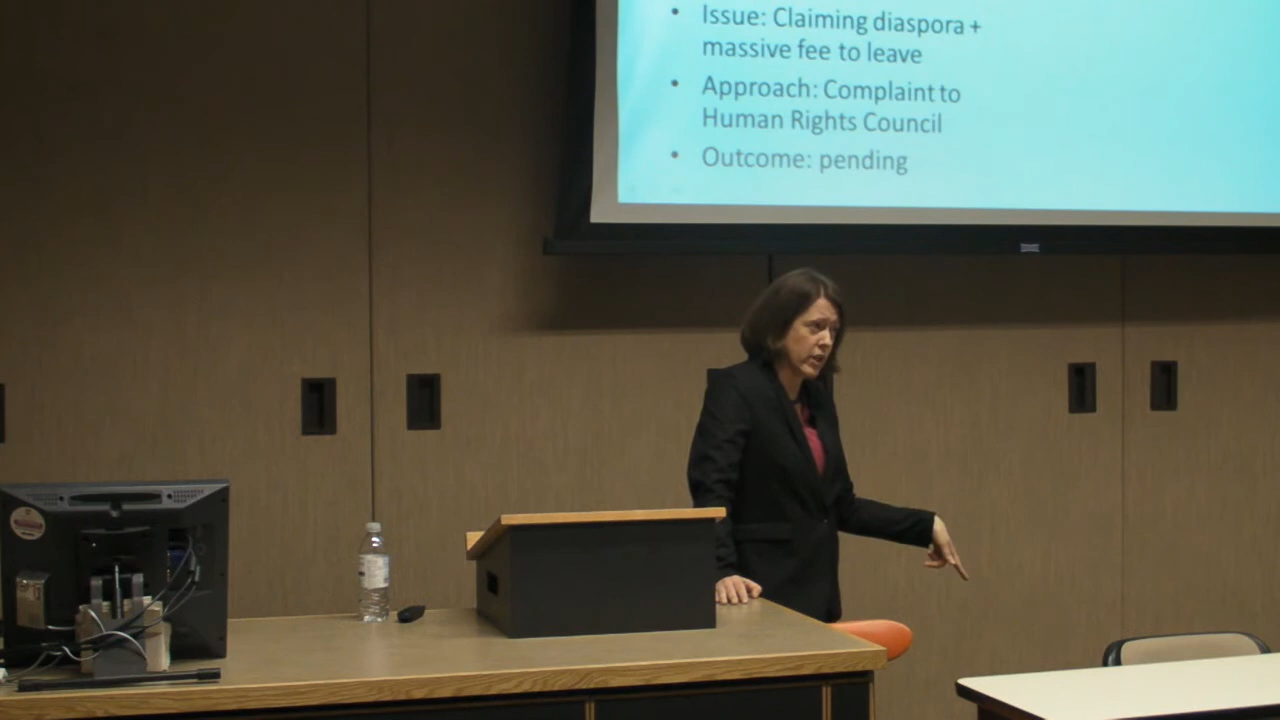 • Issue: Claiming diaspora +
massive fee to leave
• Approach: Complaint to
Human Rights Council
• Outcome: pending